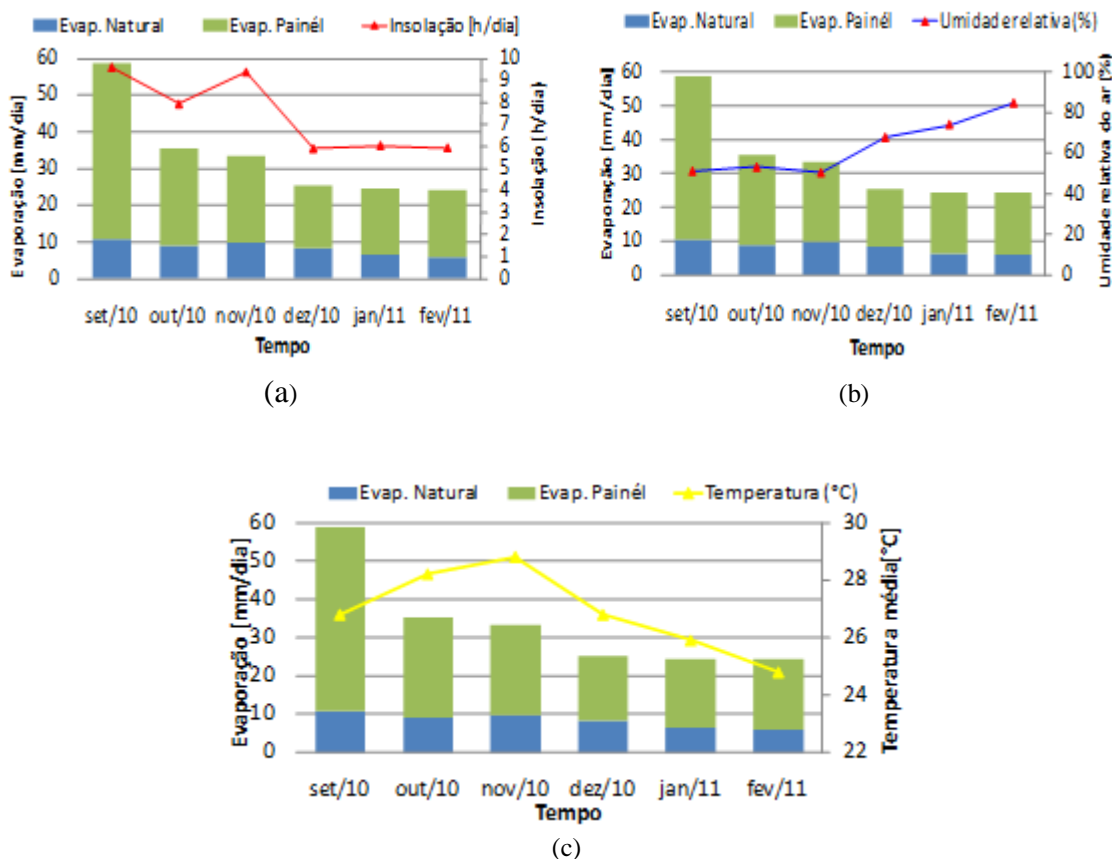 Evap. Natural Evap. Painél Insolação [h/dia]
Evaporação [mm/dia]
60
50
40
30
20
10
0
10
9
8
7
6
5
4
3
2
1
0
Insolação [h/dia]
set/10 out/10 nov/10 dez/10 jan/11 fev/11
Tempo
(a)
Evap. Natural Evap. Painél Umidade relativa (%)
Evaporação [mm/dia]
60
50
40
30
20
10
0
100
80
60
40
20
0
Umidade relativa do ar [%]
set/10 out/10 nov/10 dez/10 jan/11 fev/11
Tempo
(b)
Evap. Natural Evap. Painél Temperatura (°C)
Evaporação [mm/dia]
60
50
40
30
20
10
0
30
28
26
24
22
Temperatura média[°C]
set/10 out/10 nov/10 dez/10 jan/11 fev/11
Tempo
(c)